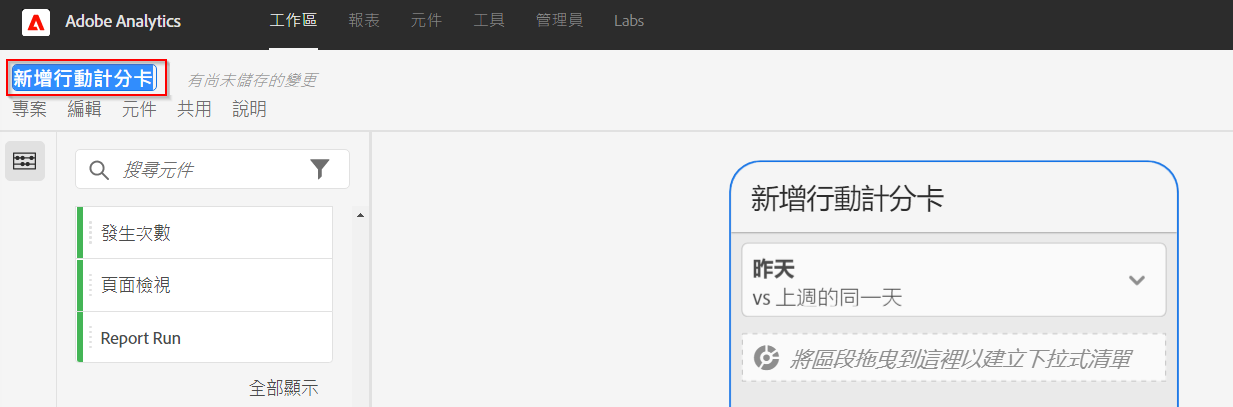 Adobe Analytics 工作區 報表 元件 工具 管理員 Labs
新增行動計分卡 有尚未儲存的變更
專案 編輯 元件 共用 說明
搜尋元件
發生次數
頁面檢視
Report Run
全部顯示
新增行動計分卡
昨天
vs 上週的同一天
將區段拖曳到這裡以建立下拉式清單